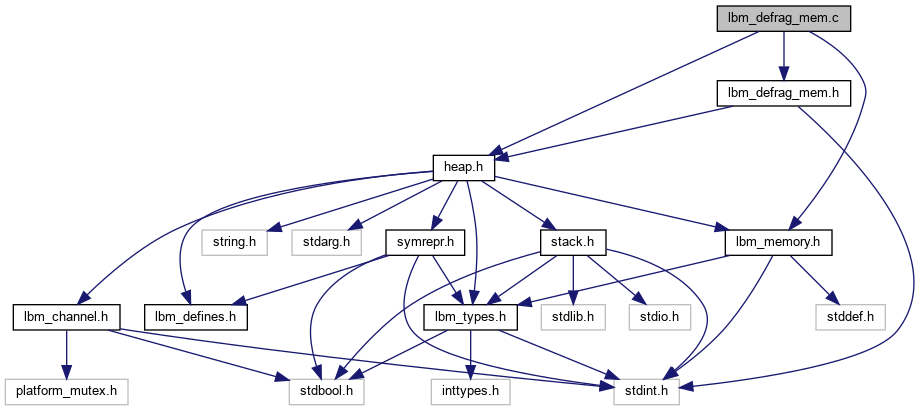 lbm_defrag_mem.c
lbm_defrag_mem.h
heap.h
string.h
stdarg.h
symrepr.h
stack.h
lbm_memory.h
lbm_channel.h
lbm_defines.h
lbm_types.h
stdlib.h
stdio.h
stddef.h
platform_mutex.h
stdbool.h
inttypes.h
stdint.h